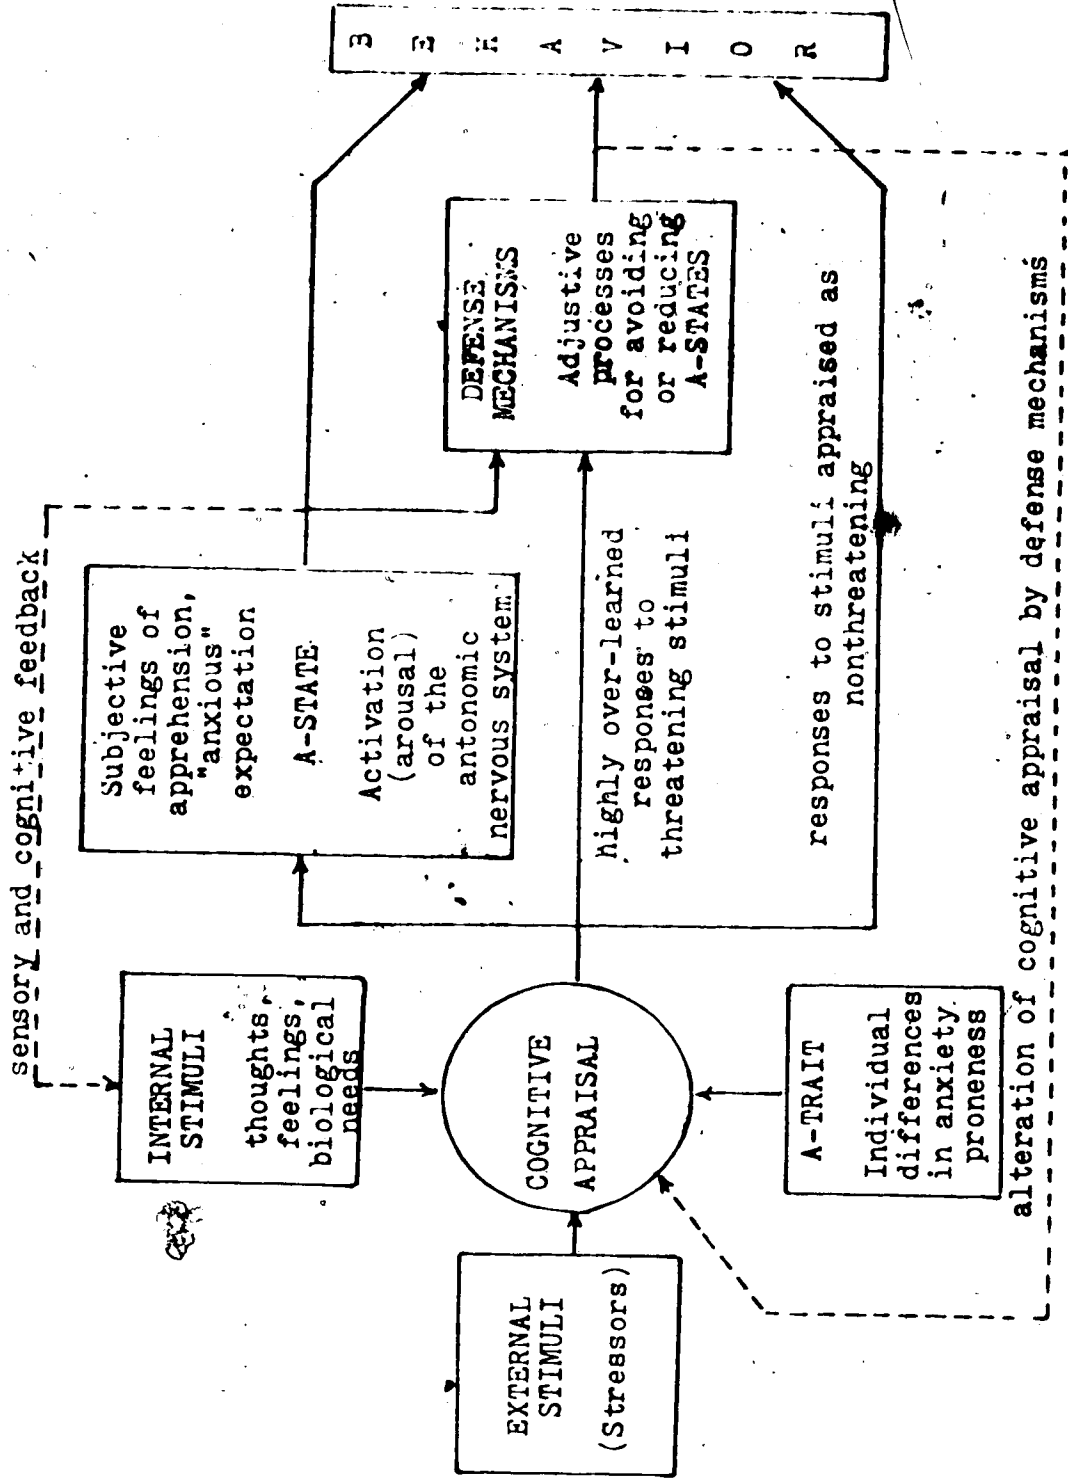 sensory and cognitive feedback
INTERNAL
STIMULI
thoughts,
feelings,
biological
needs
Subjective
feelings of
apprehension,
"anxious"
expectation
A-STATE
Activation
(arousal)
of the
antonomic
nervous system
EXTERNAL
STIMULI
(Stressors)
COGNITIVE
APPRAISAL
highly over-learned
responses to
threatening stimuli
DEFENSE
MECHANISMS
Adjustive
processes
for avoiding
or reducing
A-STATES
BEHAVIOR
A-TRAIT
Individual
differences
in anxiety
proneness
responses to stimuli appraised as
nonthreatening
alteration of cognitive appraisal by defense mechanisms